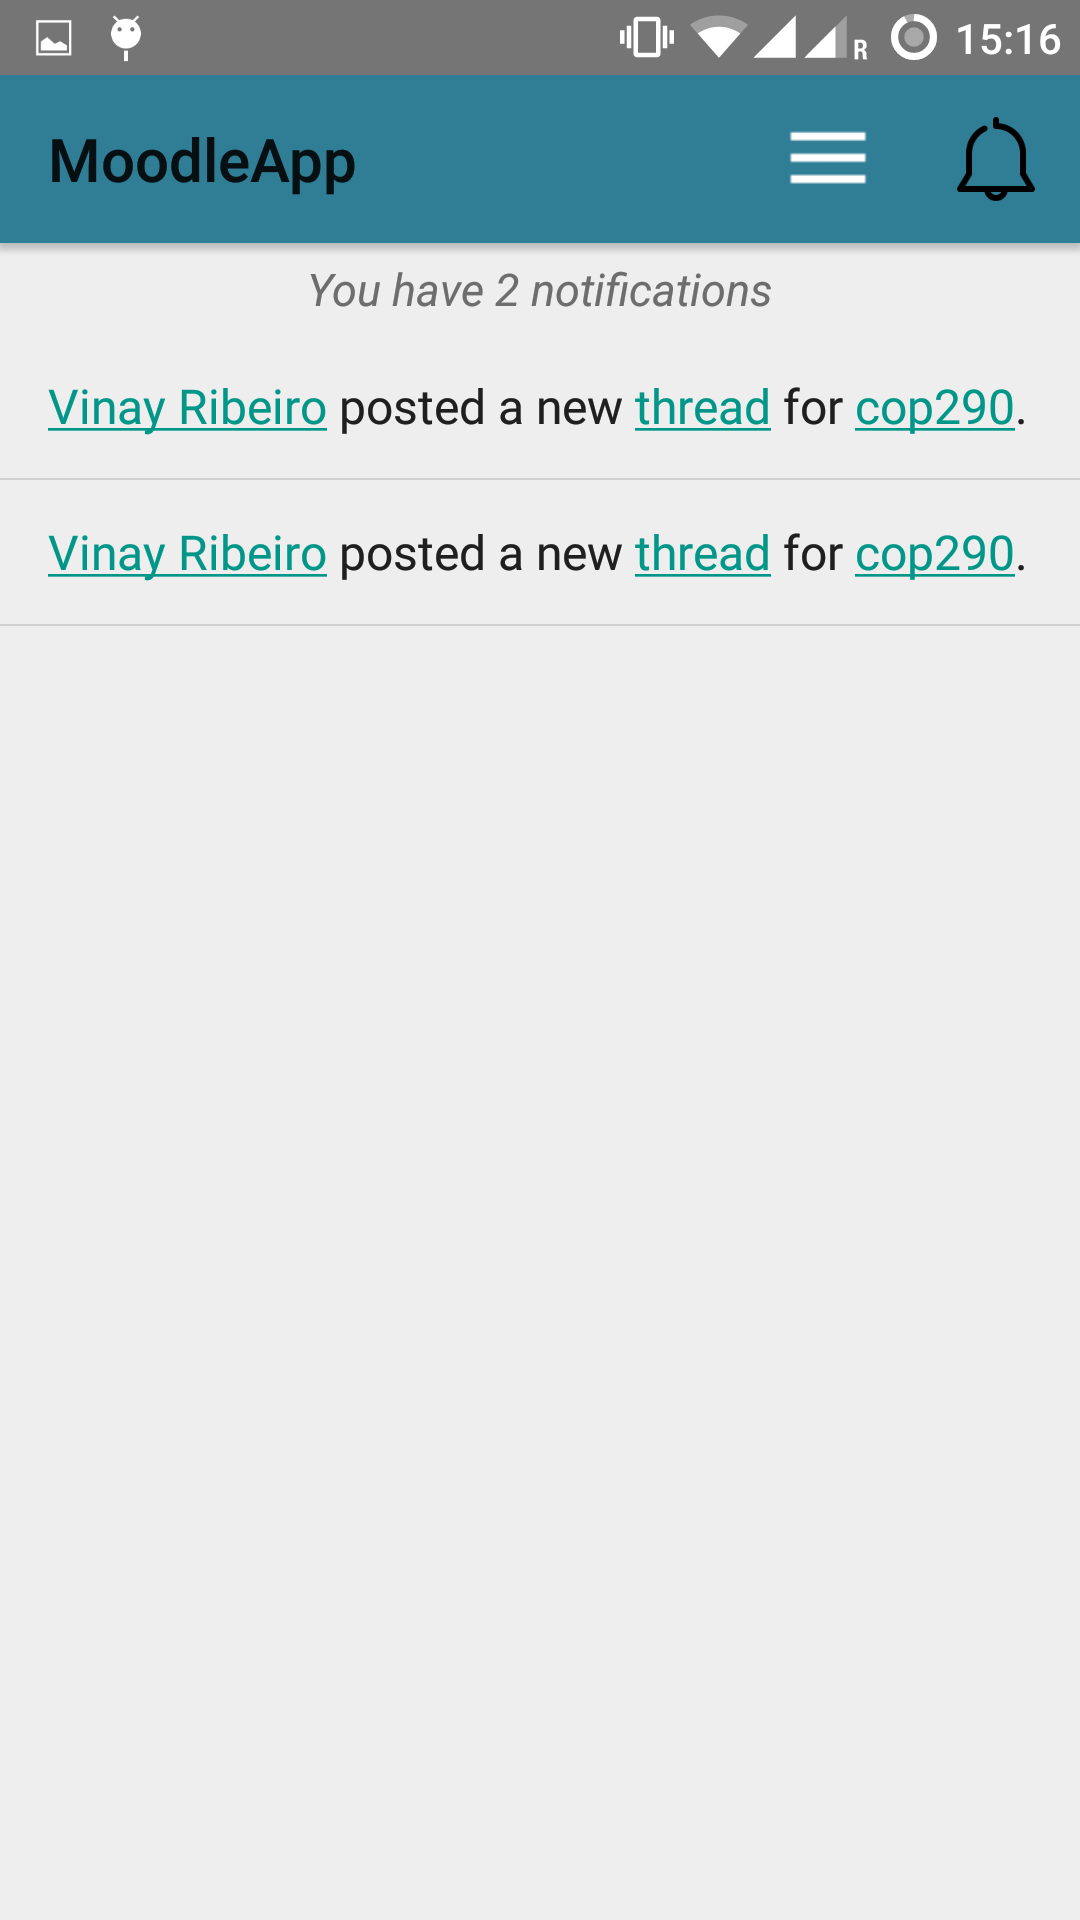 R 15:16
MoodleApp
You have 2 notifications
Vinay Ribeiro posted a new thread for cop290.
Vinay Ribeiro posted a new thread for cop290.